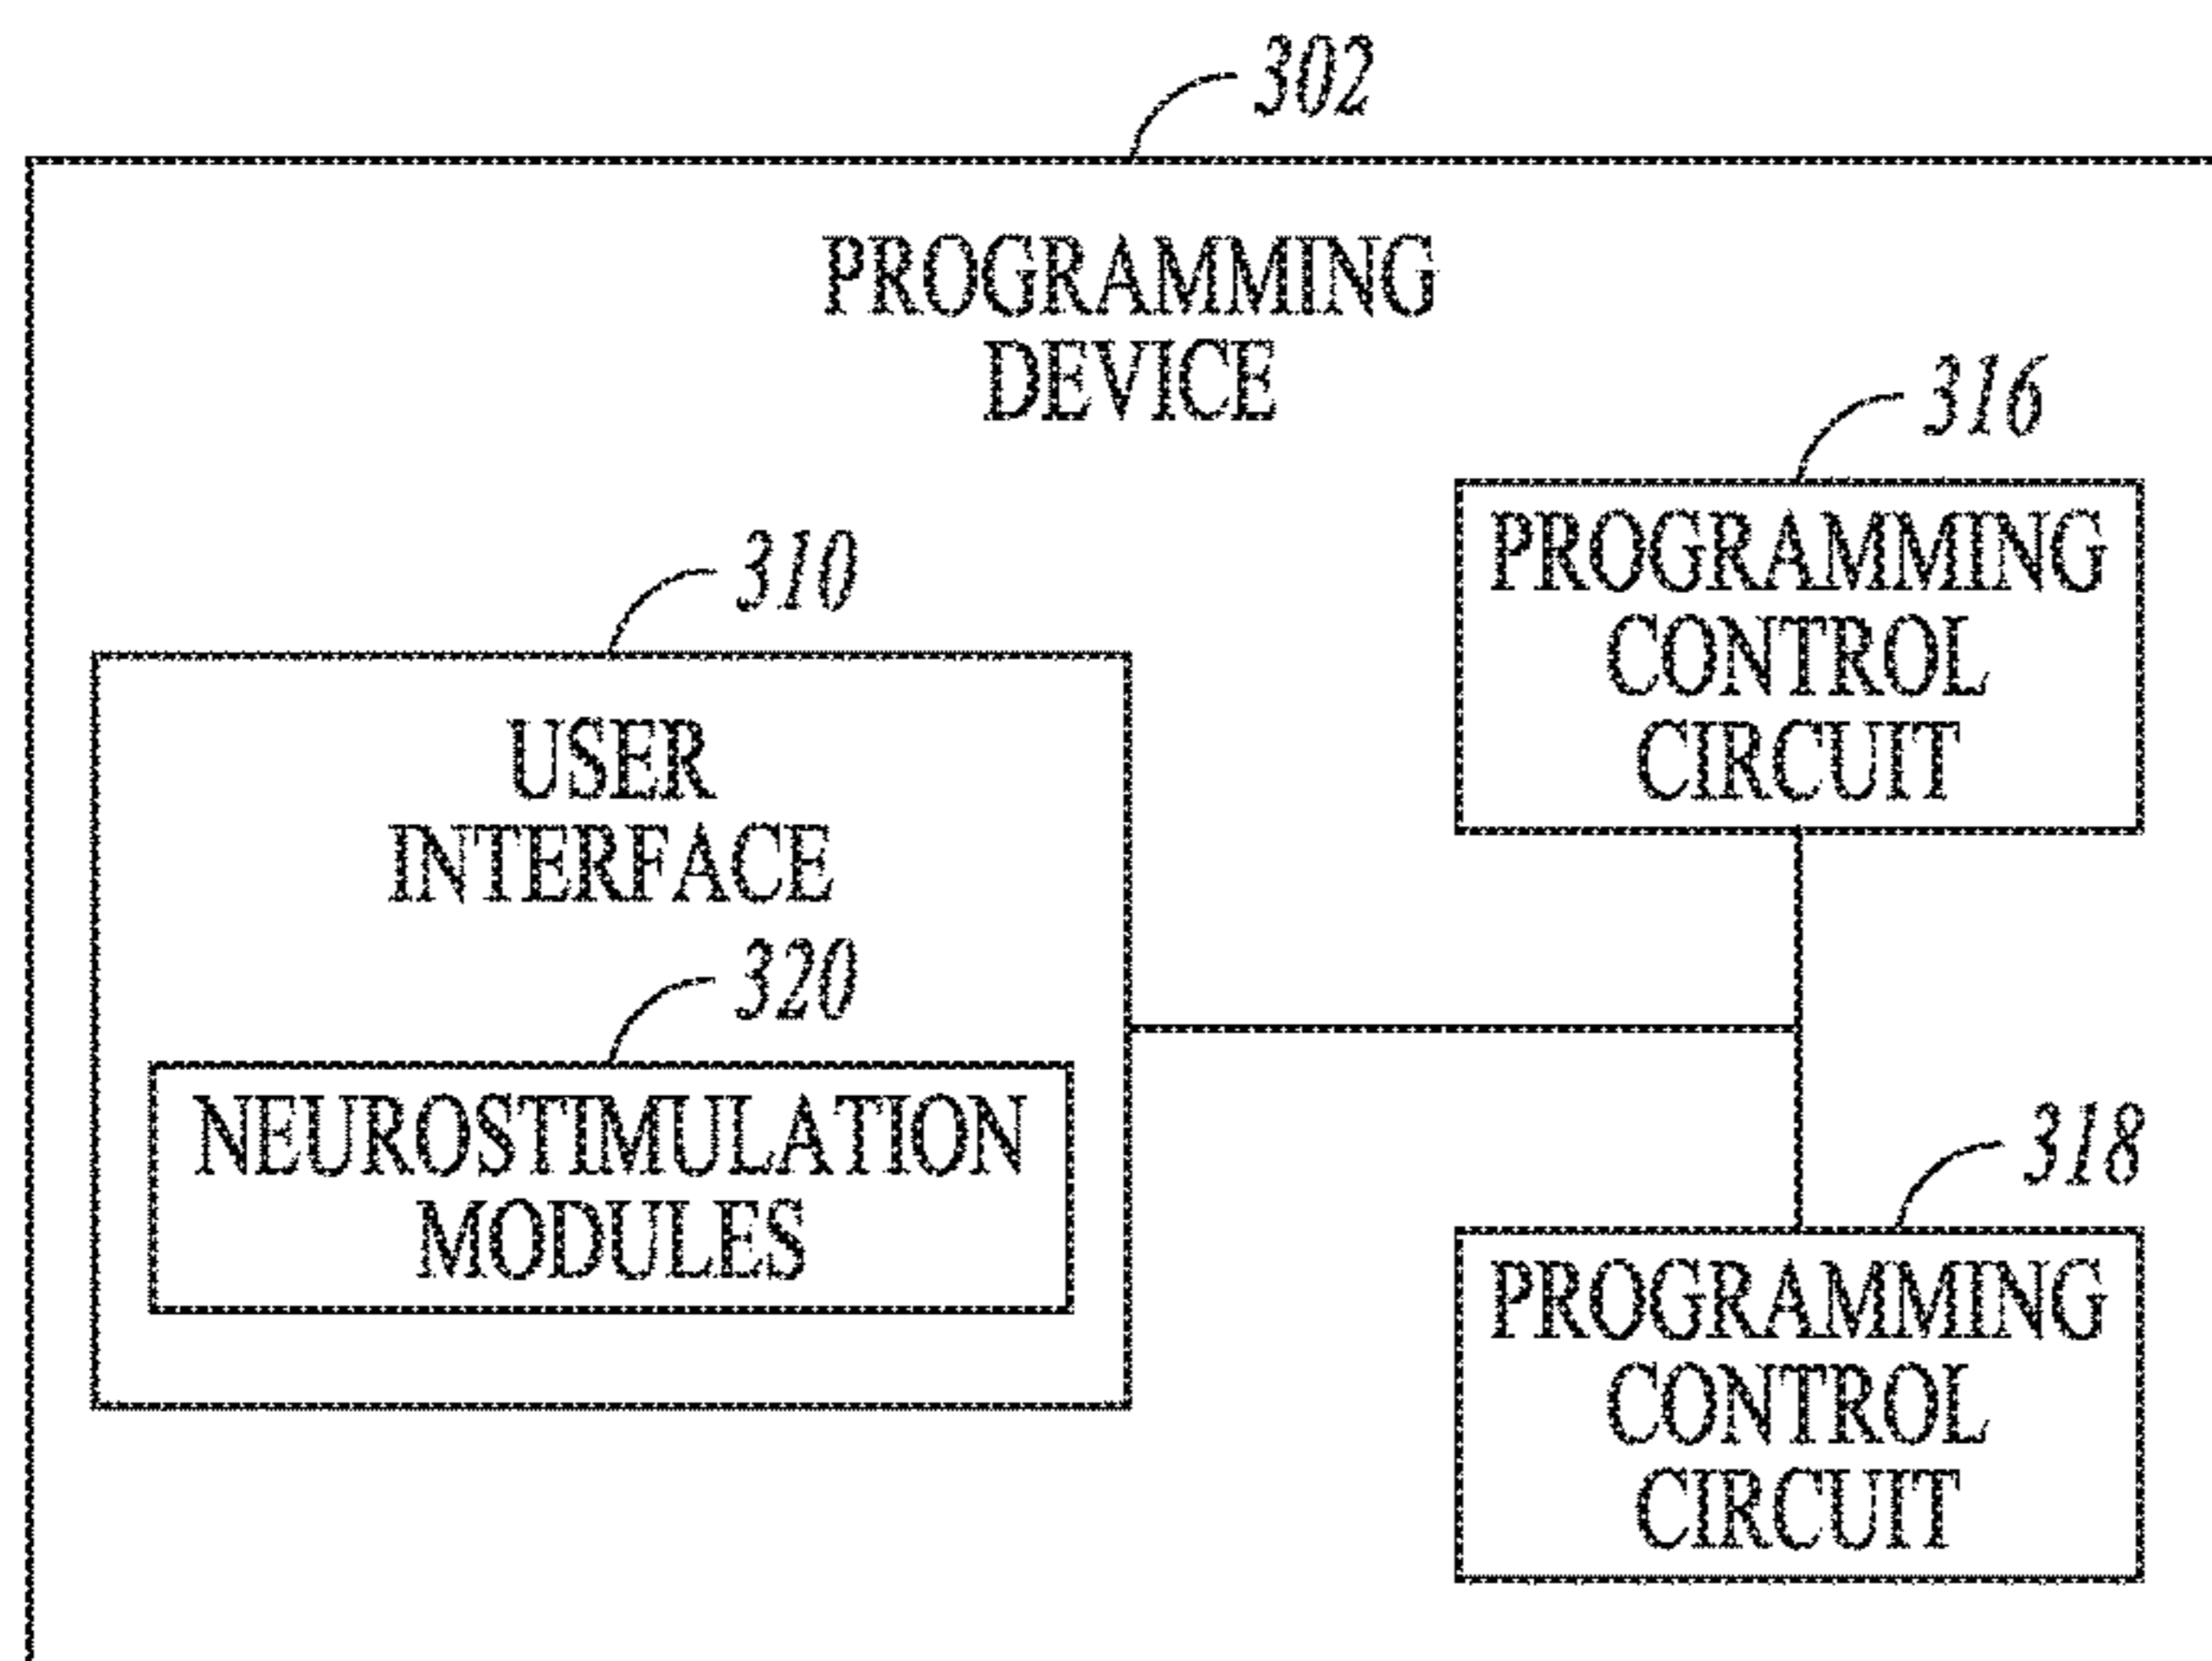 302
PROGRAMMING
DEVICE
316
PROGRAMMING
CONTROL
CIRCUIT
310
USER
INTERFACE
320
NEUROSTIMULATION
MODULES
318
PROGRAMMING
CONTROL
CIRCUIT